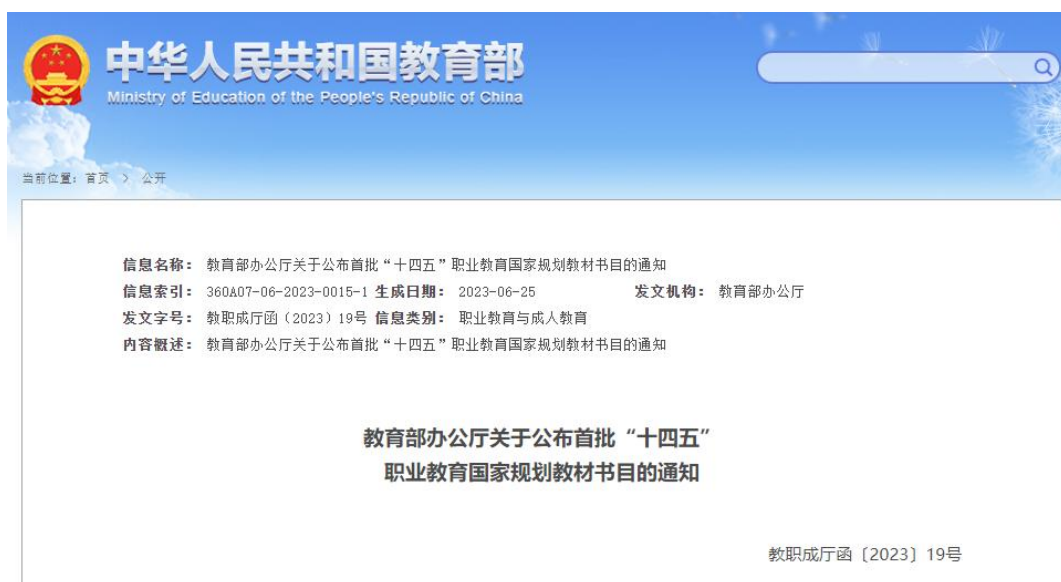 中华人民共和国教育部
Ministry of Education of the People's Republic of China
当前位置：首页 > 公开
信息名称： 教育部办公厅关于公布首批“十四五”职业教育国家规划教材书目的通知
信息索引： 360A07-06-2023-0015-1 生成日期： 2023-06-25 发文机构： 教育部办公厅
发文字号： 教职成厅函〔2023〕19号 信息类别： 职业教育与成人教育
内容概述： 教育部办公厅关于公布首批“十四五”职业教育国家规划教材书目的通知
教育部办公厅关于公布首批“十四五”
职业教育国家规划教材书目的通知
教职成厅函〔2023〕19号